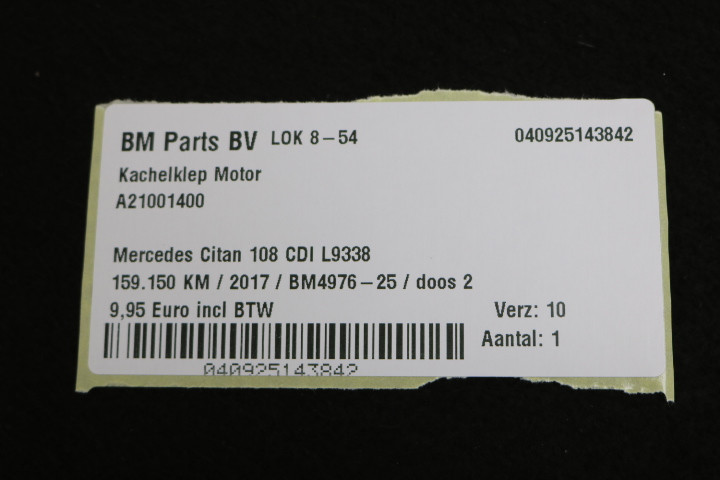 BM Parts BV LOK 8-54 040925143842
Kachelklep Motor
A21001400
Mercedes Citan 108 CDI L9338
159.150 KM / 2017 / BM4976-25 / doos 2
9,95 Euro incl BTW Verz: 10
Aantal: 1
040925143842